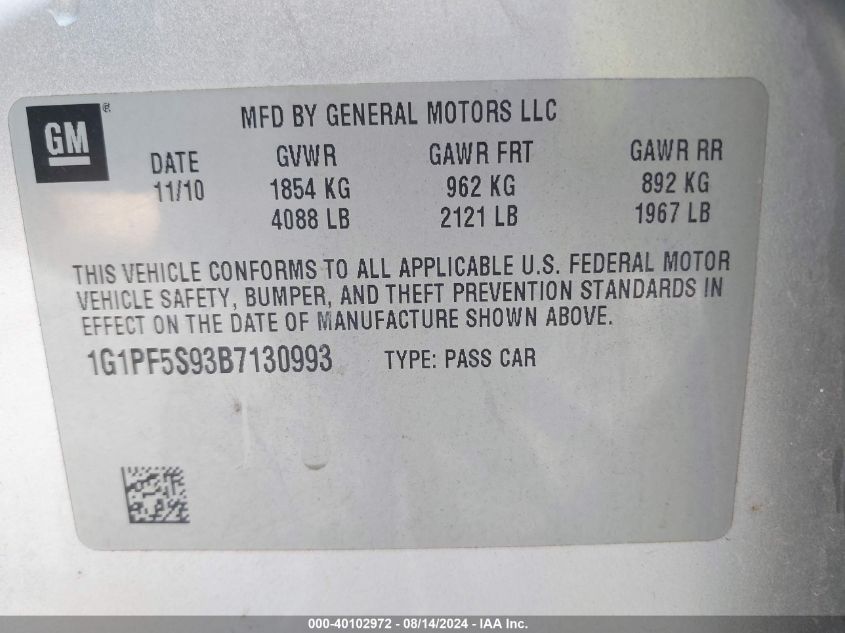 MFD BY GENERAL MOTORS LLC
GM®
DATE GVWR GAWR FRT GAWR RR
11/10 1854 KG 962 KG 892 KG
4088 LB 2121 LB 1967 LB
THIS VEHICLE CONFORMS TO ALL APPLICABLE U.S. FEDERAL MOTOR
VEHICLE SAFETY, BUMPER, AND THEFT PREVENTION STANDARDS IN
EFFECT ON THE DATE OF MANUFACTURE SHOWN ABOVE.
1G1PF5S93B7130993 TYPE: PASS CAR
000-40102972 - 08/14/2024 - IAA Inc.